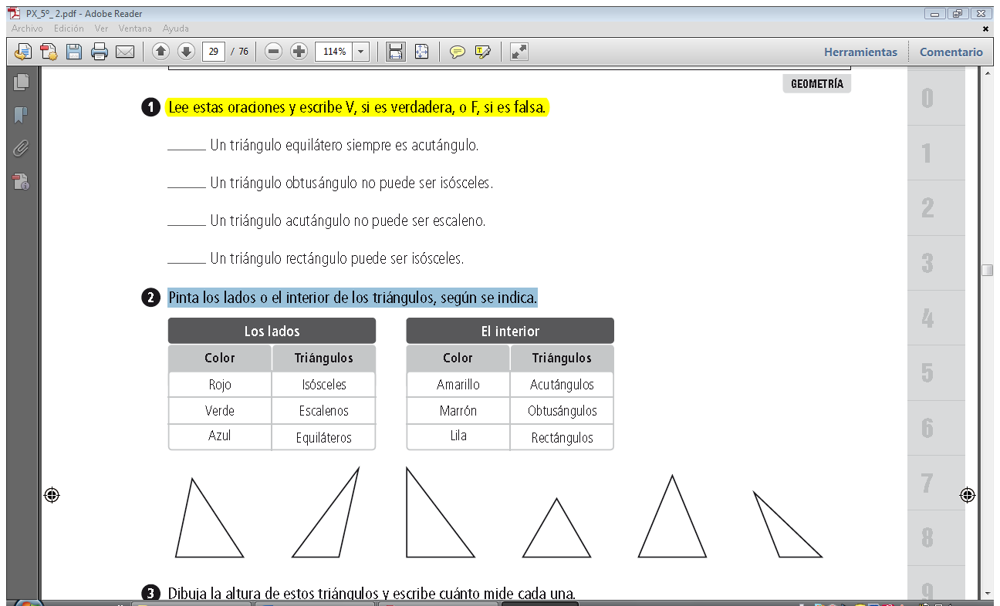 PX_5º_ 2.pdf - Adobe Reader
Archivo Edición Ver Ventana Ayuda
29 / 76 114% Herramientas Comentario
GEOMETRÍA
1 Lee estas oraciones y escribe V, si es verdadera, o F, si es falsa.
_____ Un triángulo equilátero siempre es acutángulo.
_____ Un triángulo obtusángulo no puede ser isósceles.
_____ Un triángulo acutángulo no puede ser escaleno.
_____ Un triángulo rectángulo puede ser isósceles.
2 Pinta los lados o el interior de los triángulos, según se indica.
Los lados El interior
Color Triángulos Color Triángulos
Rojo Isósceles Amarillo Acutángulos
Verde Escalenos Marrón Obtusángulos
Azul Equiláteros Lila Rectángulos
3 Dibuja la altura de estos triángulos y escribe cuánto mide cada una.
0
1
2
3
4
5
6
7
8
9